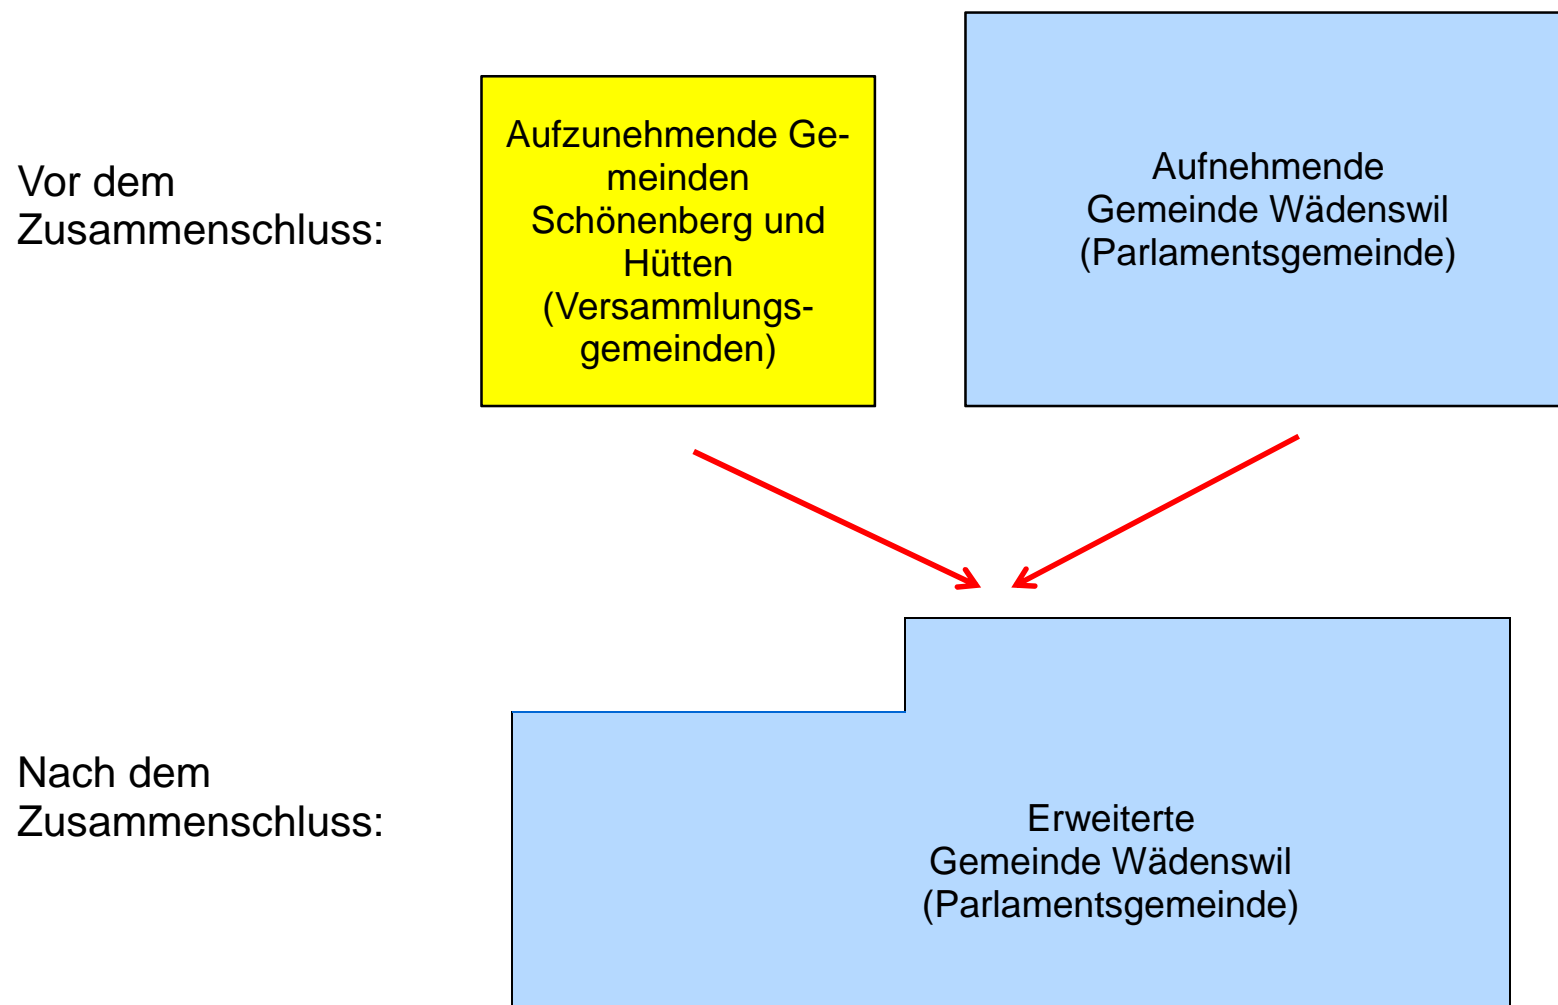 Vor dem
Zusammenschluss:
Aufzunehmende Ge-
meinden
Schönenberg und
Hütten
(Versammlungs-
gemeinden)
Aufnehmende
Gemeinde Wädenswil
(Parlamentsgemeinde)
Nach dem
Zusammenschluss:
Erweiterte
Gemeinde Wädenswil
(Parlamentsgemeinde)